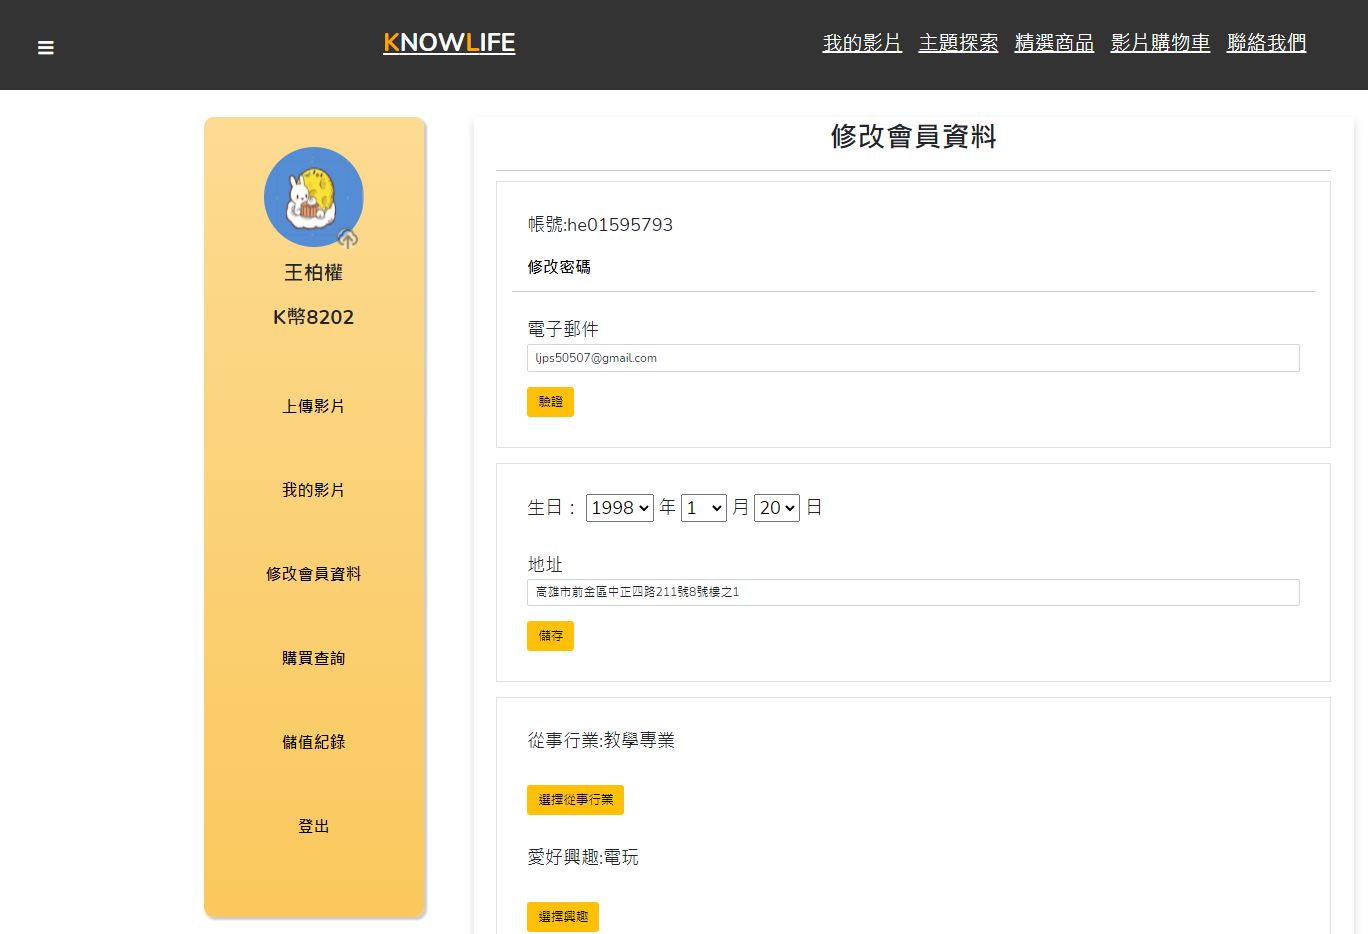 KNOWLIFE
我的影片 主題探索 精選商品 影片購物車 聯絡我們
王柏權
K幣8202
上傳影片
我的影片
修改會員資料
購買查詢
儲值紀錄
登出
修改會員資料
帳號:he01595793
修改密碼
電子郵件
ljps50507@gmail.com
驗證
生日： 1998 年 1 月 20 日
地址
高雄市前金區中正四路211號8號樓之1
儲存
從事行業:教學專業
選擇從事行業
愛好興趣:電玩
選擇興趣